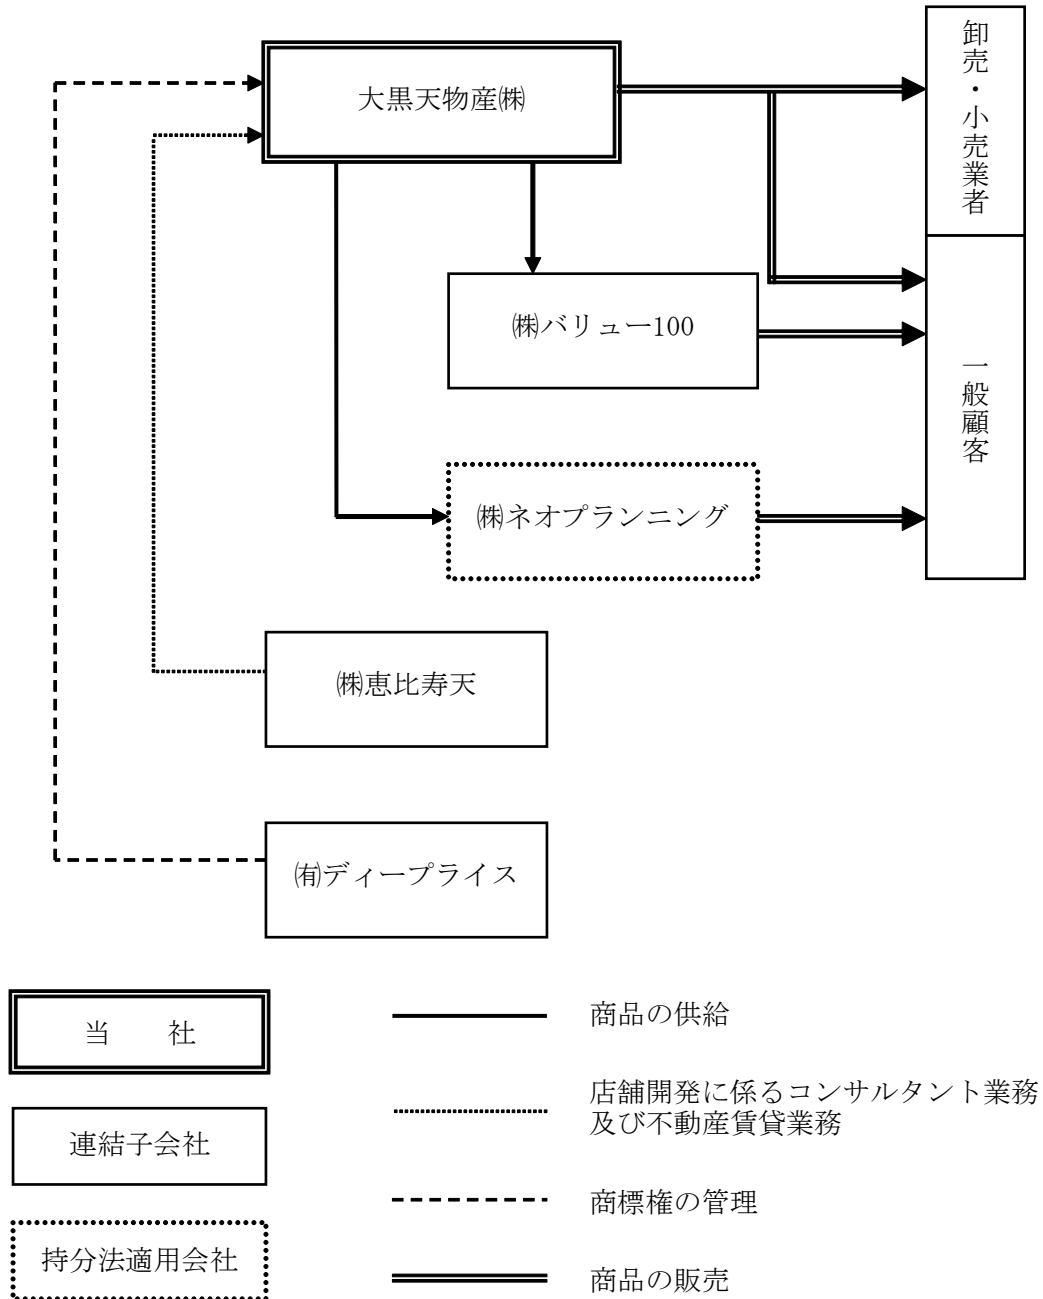 大黒天物産㈱
卸売・小売業者
㈱バリュー100
一般顧客
㈱ネオプランニング
㈱恵比寿天
㈲ディープライス
当　　社
商品の供給
連結子会社
店舗開発に係るコンサルタント業務
及び不動産賃貸業務
商標権の管理
持分法適用会社
商品の販売